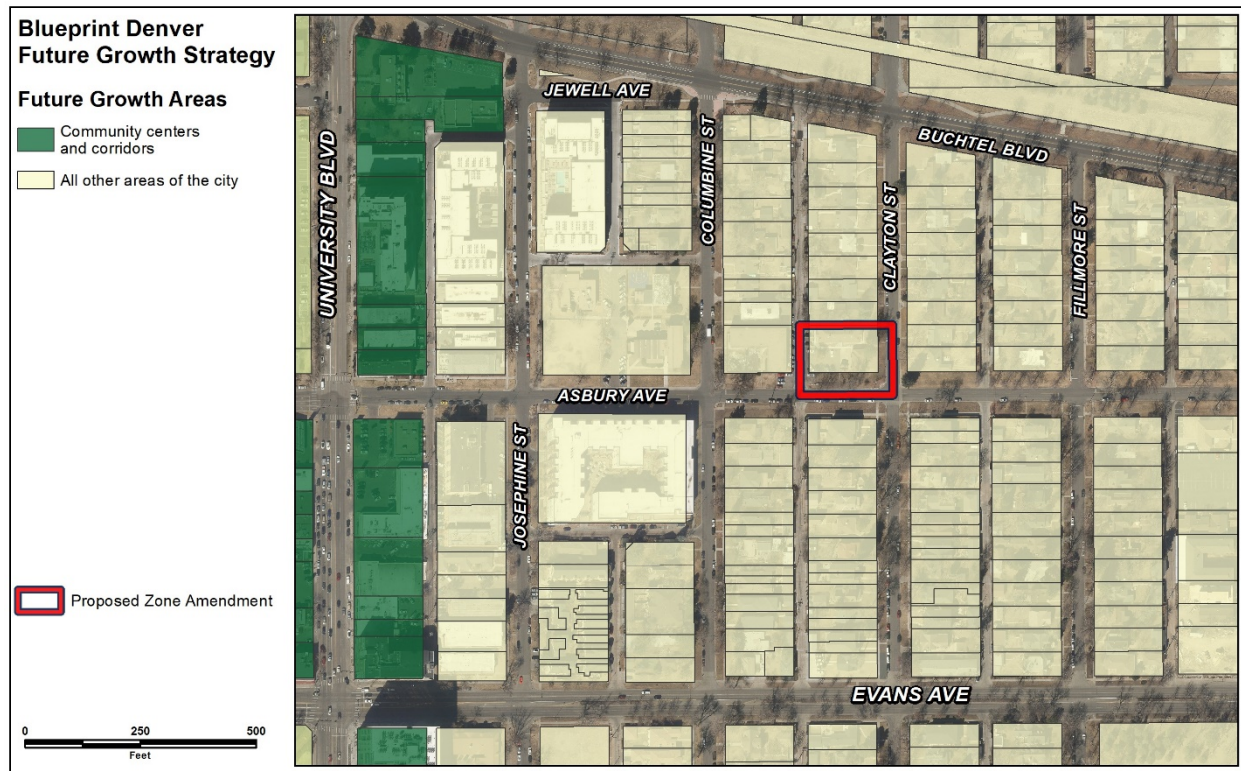 Blueprint Denver
Future Growth Strategy
Future Growth Areas
Community centers
and corridors
All other areas of the city
Proposed Zone Amendment
0 250 500
Feet
JEWELL AVE
BUCHTEL BLVD
UNIVERSITY BLVD
COLUMBINE ST
CLAYTON ST
FILLMORE ST
ASBURY AVE
JOSEPHINE ST
EVANS AVE